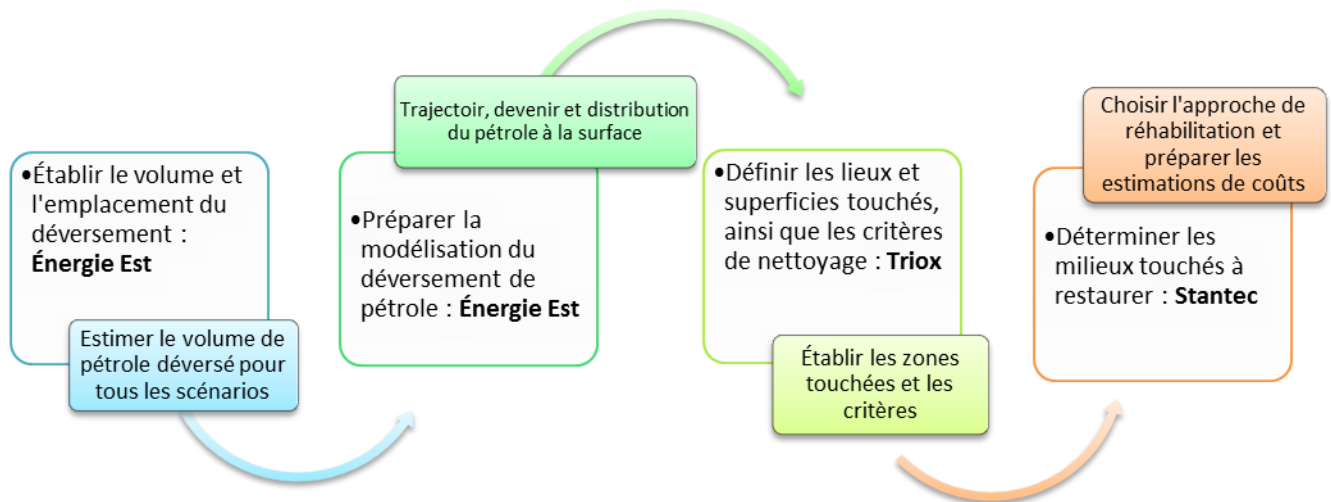 •Établir le volume et
l'emplacement du
déversement :
Énergie Est
Estimer le volume de
pétrole déversé pour
tous les scénarios
Trajectoir, devenir et distribution
du pétrole à la surface
•Préparer la
modélisation du
déversement de
pétrole : Énergie Est
•Définir les lieux et
superficies touchés,
ainsi que les critères
de nettoyage : Triox
Établir les zones
touchées et les
critères
Choisir l'approche de
réhabilitation et
préparer les
estimations de coûts
•Déterminer les
milieux touchés à
restaurer : Stantec